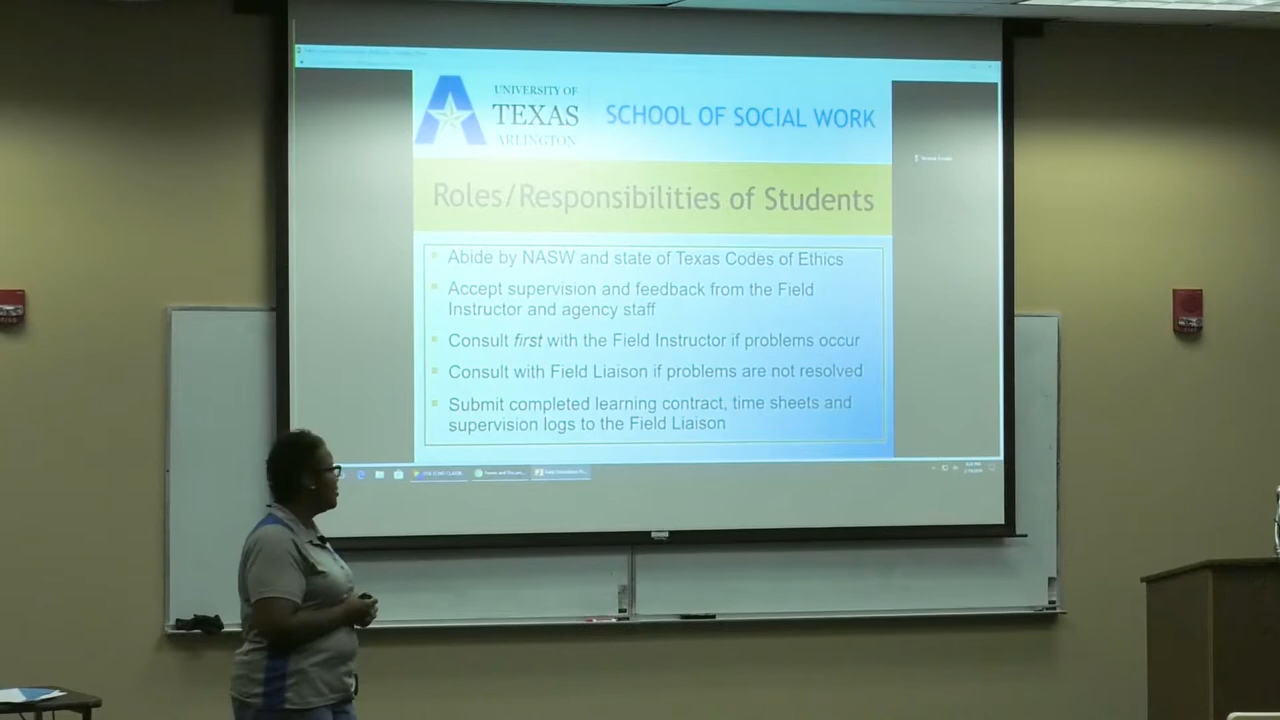 UNIVERSITY OF
TEXAS
ARLINGTON
SCHOOL OF SOCIAL WORK
Roles/Responsibilities of Students
Abide by NASW and state of Texas Codes of Ethics
Accept supervision and feedback from the Field
Instructor and agency staff
Consult first with the Field Instructor if problems occur
Consult with Field Liaison if problems are not resolved
Submit completed learning contract, time sheets and
supervision logs to the Field Liaison